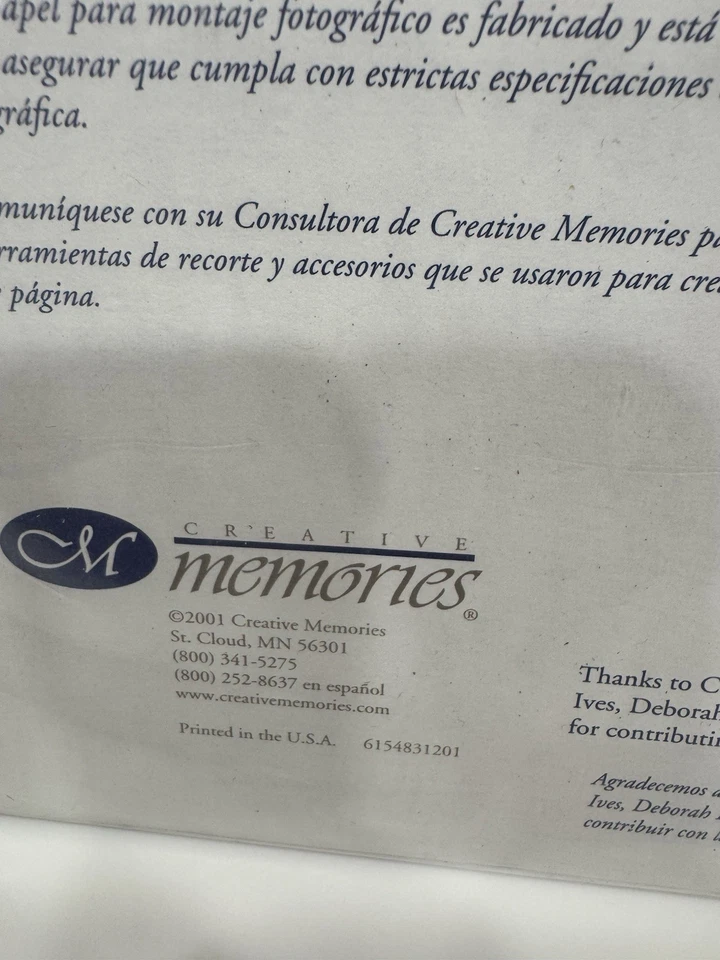 apel para montaje fotográfico es fabricado y está
asegurar que cumpla con estrictas especificaciones
gráfica.
muníquese con su Consultora de Creative Memories pa
rramientas de recorte y accesorios que se usaron para cre
página.
M
CREATIVE
memories®
©2001 Creative Memories
St. Cloud, MN 56301
(800) 341-5275
(800) 252-8637 en español
www.creativememories.com
Printed in the U.S.A. 6154831201
Thanks to C
Ives, Deborah
for contributin
Agradecemos a
Ives, Deborah
contribuir con